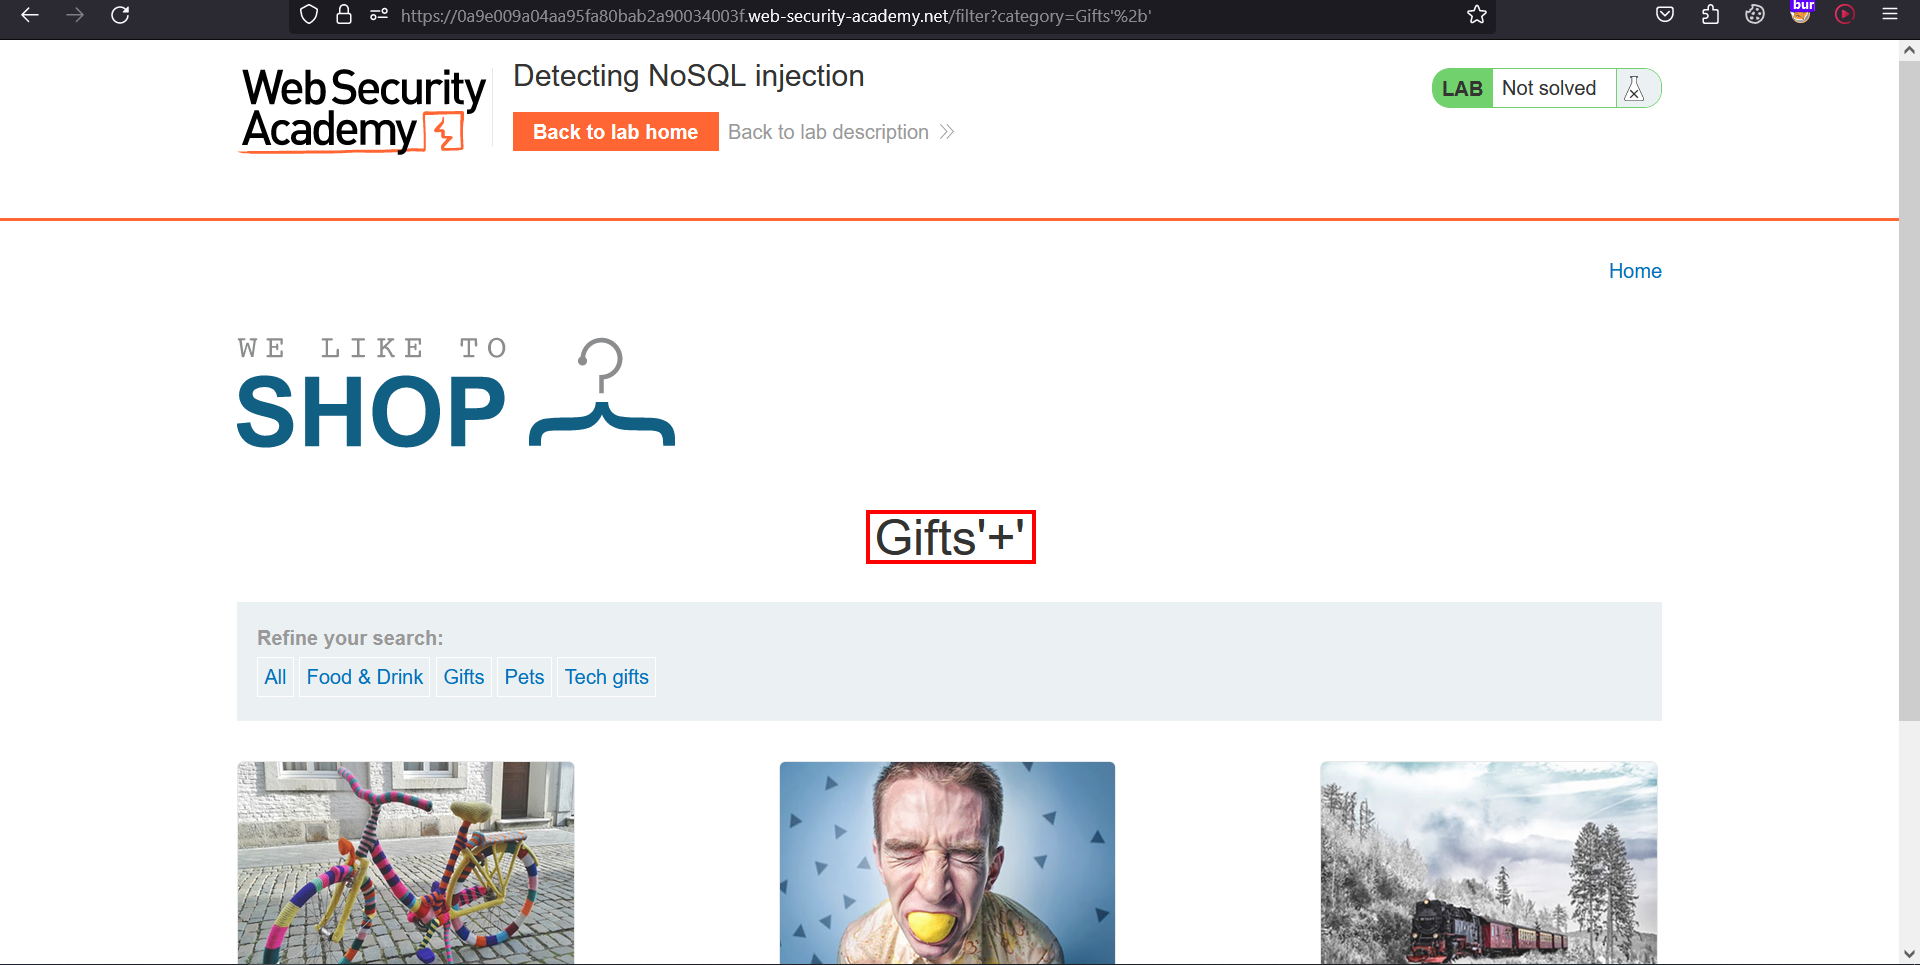 https://0a9e009a04aa95fa80bab2a90034003f.web-security-academy.net/filter?category=Gifts'%2b'
bur
Web Security
Academy
Detecting NoSQL injection
Back to lab home
Back to lab description
LAB
Not solved
Home
WE LIKE TO
SHOP
Gifts'+'
Refine your search:
All Food & Drink Gifts Pets Tech gifts